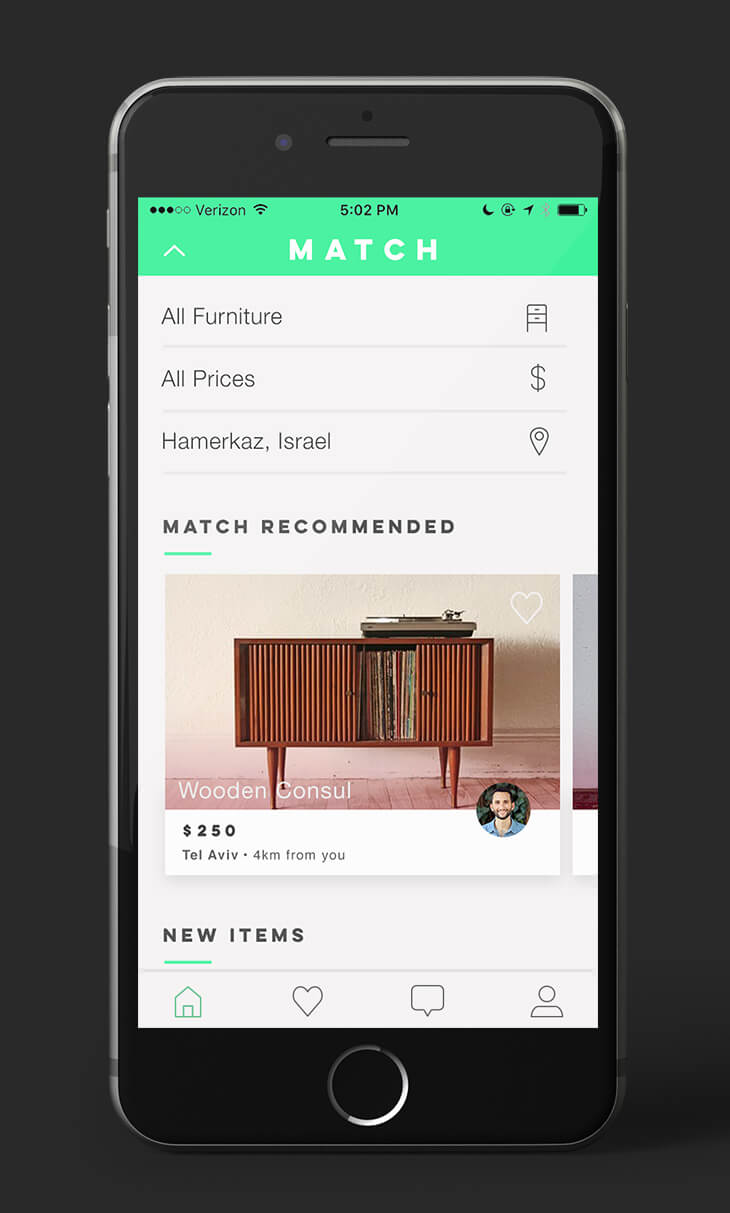 Verizon 5:02 PM
MATCH
All Furniture
All Prices
$
Hamerkaz, Israel
MATCH RECOMMENDED
Wooden Consul
$250
Tel Aviv • 4km from you
NEW ITEMS